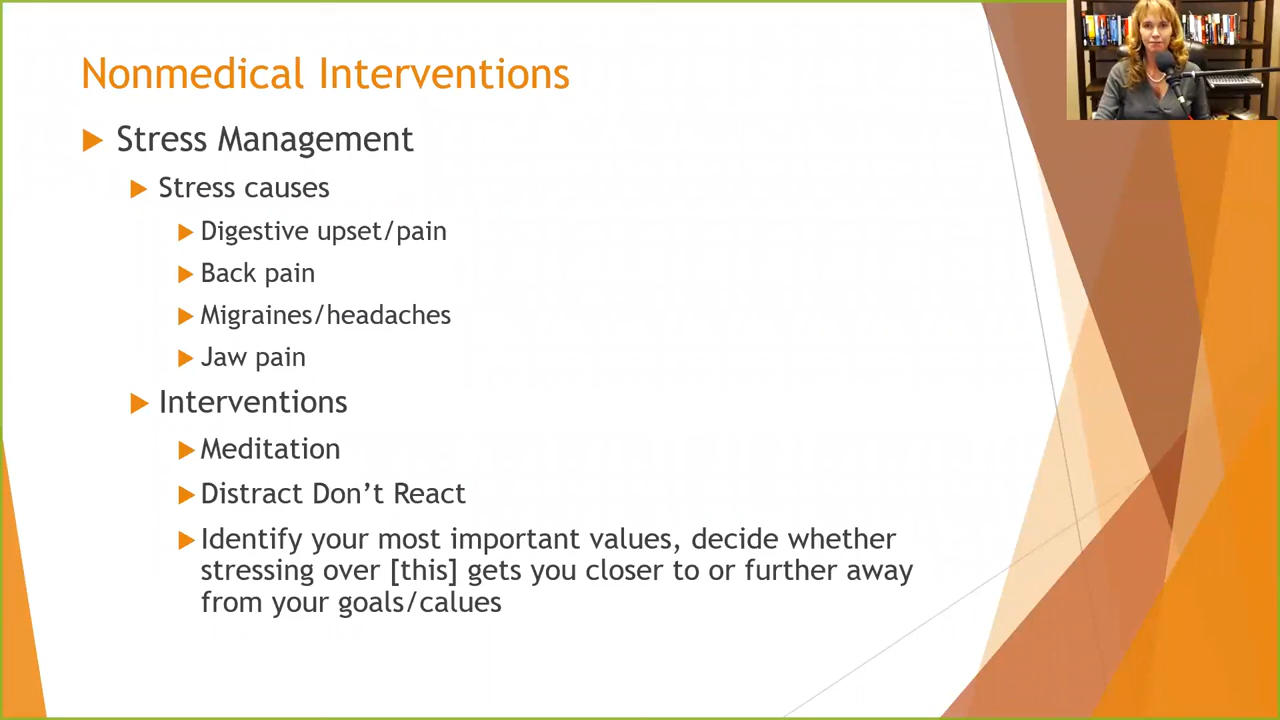 Nonmedical Interventions
Stress Management
Stress causes
Digestive upset/pain
Back pain
Migraines/headaches
Jaw pain
Interventions
Meditation
Distract Don’t React
Identify your most important values, decide whether
stressing over [this] gets you closer to or further away
from your goals/calues